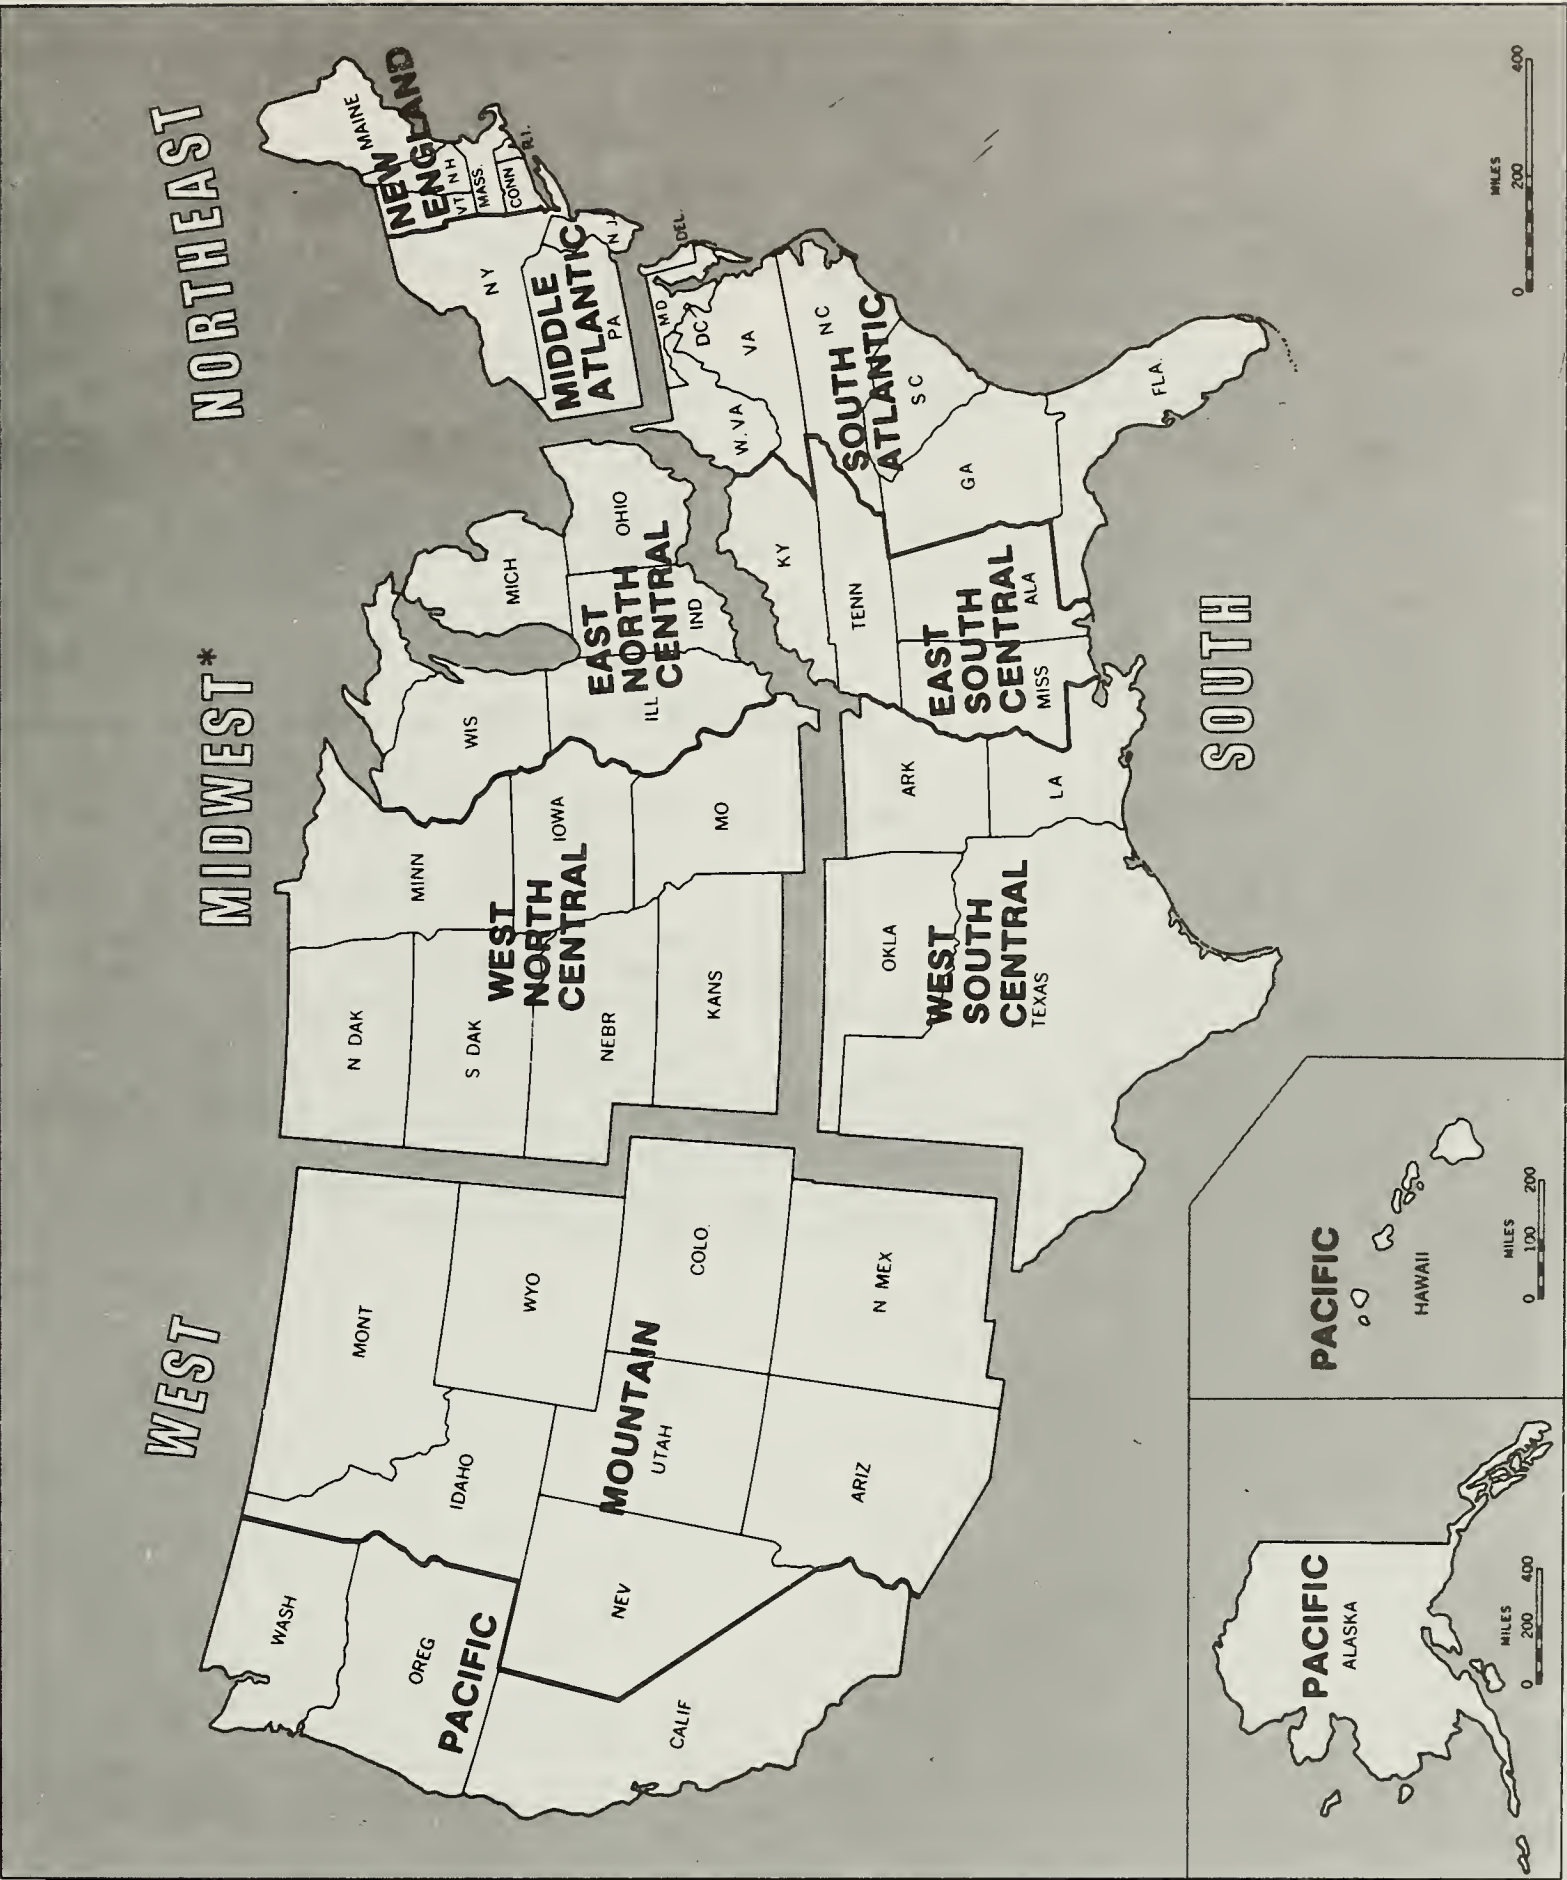 WEST
MIDWEST*
NORTHEAST
SOUTH
PACIFIC
WASH
OREG
CALIF
MOUNTAIN
MONT
IDAHO
WYO
NEV
UTAH
COLO.
ARIZ
N MEX
WEST
NORTH
CENTRAL
N DAK
S DAK
NEBR
KANS
MINN
IOWA
MO
EAST
NORTH
CENTRAL
WIS
MICH
ILL
IND
OHIO
NEW
ENGLAND
MAINE
VT
N H
MASS.
CONN
R.I.
MIDDLE
ATLANTIC
N Y
PA
N J
WEST
SOUTH
CENTRAL
OKLA
TEXAS
ARK
LA
EAST
SOUTH
CENTRAL
KY
TENN
MISS
ALA
SOUTH
ATLANTIC
DEL.
MD
DC
W. VA
VA
N C
S C
GA
FLA.
PACIFIC
ALASKA
MILES
0 200 400
PACIFIC
HAWAII
MILES
0 100 200
MILES
0 200 400